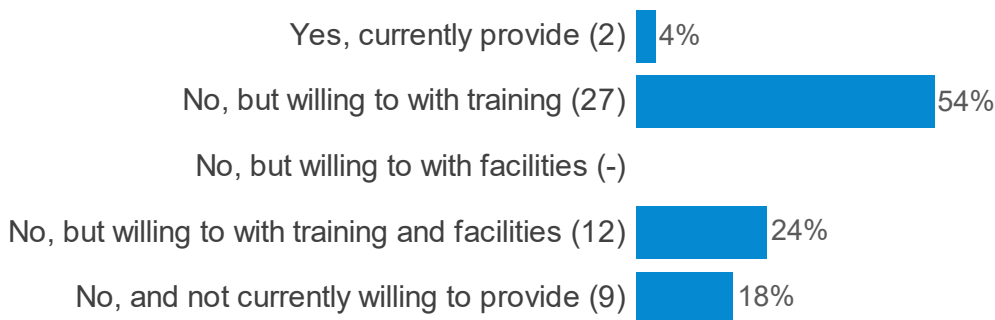 Yes, currently provide (2) 4%
No, but willing to with training (27) 54%
No, but willing to with facilities (-)
No, but willing to with training and facilities (12) 24%
No, and not currently willing to provide (9) 18%